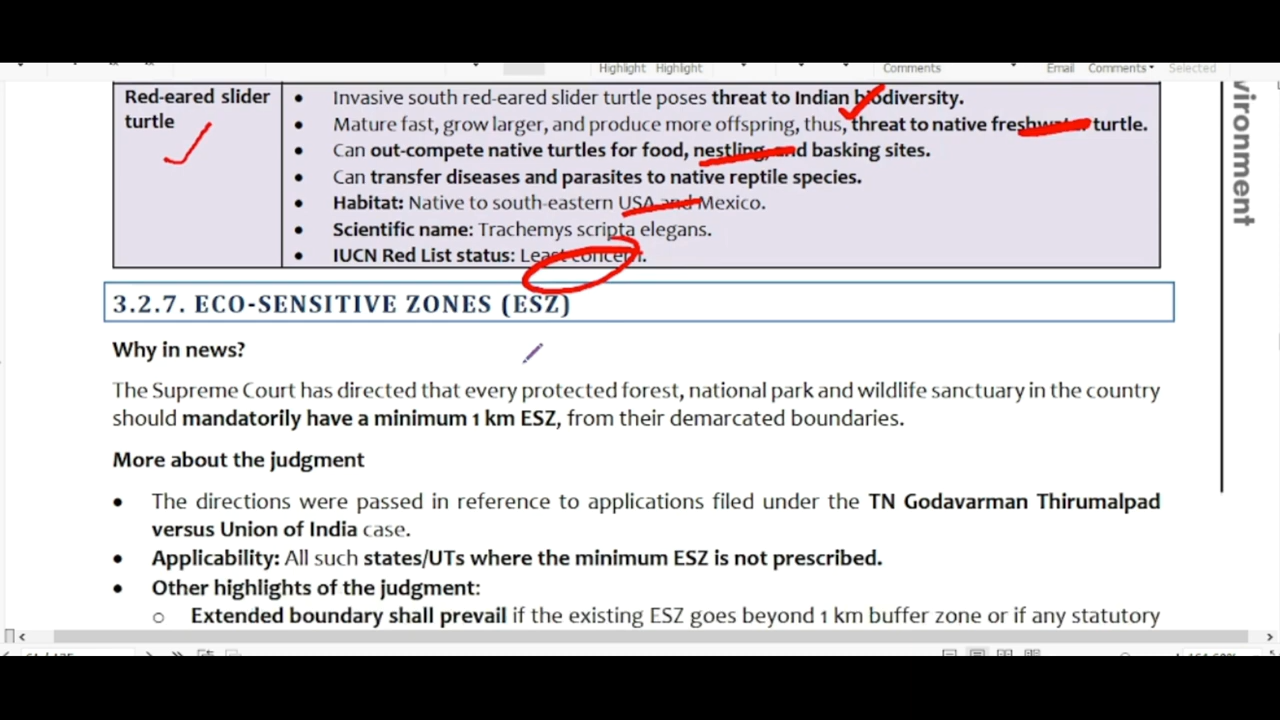 Highlight Highlight Comments Email Comments Selected
Red-eared slider turtle
• Invasive south red-eared slider turtle poses threat to Indian biodiversity.
• Mature fast, grow larger, and produce more offspring, thus, threat to native freshwater turtle.
• Can out-compete native turtles for food, nestling, and basking sites.
• Can transfer diseases and parasites to native reptile species.
• Habitat: Native to south-eastern USA and Mexico.
• Scientific name: Trachemys scripta elegans.
• IUCN Red List status: Least concern.
3.2.7. ECO-SENSITIVE ZONES (ESZ)
Why in news?
The Supreme Court has directed that every protected forest, national park and wildlife sanctuary in the country
should mandatorily have a minimum 1 km ESZ, from their demarcated boundaries.
More about the judgment
• The directions were passed in reference to applications filed under the TN Godavarman Thirumalpad
versus Union of India case.
• Applicability: All such states/UTs where the minimum ESZ is not prescribed.
• Other highlights of the judgment:
○ Extended boundary shall prevail if the existing ESZ goes beyond 1 km buffer zone or if any statutory